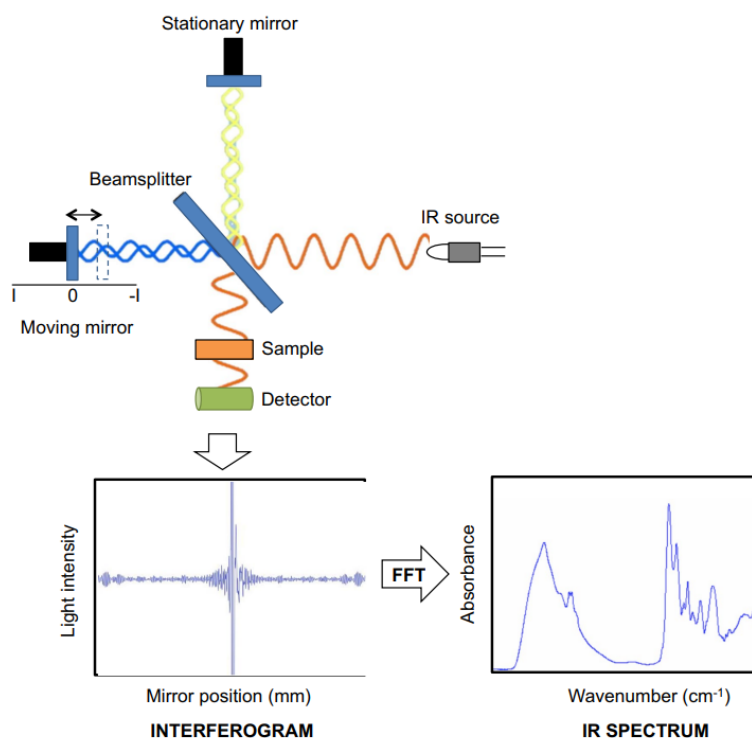 Stationary mirror
Beamsplitter
IR source
I 0 -I
Moving mirror
Sample
Detector
Light intensity
FFT
Absorbance
Mirror position (mm)
Wavenumber (cm⁻¹)
INTERFEROGRAM
IR SPECTRUM